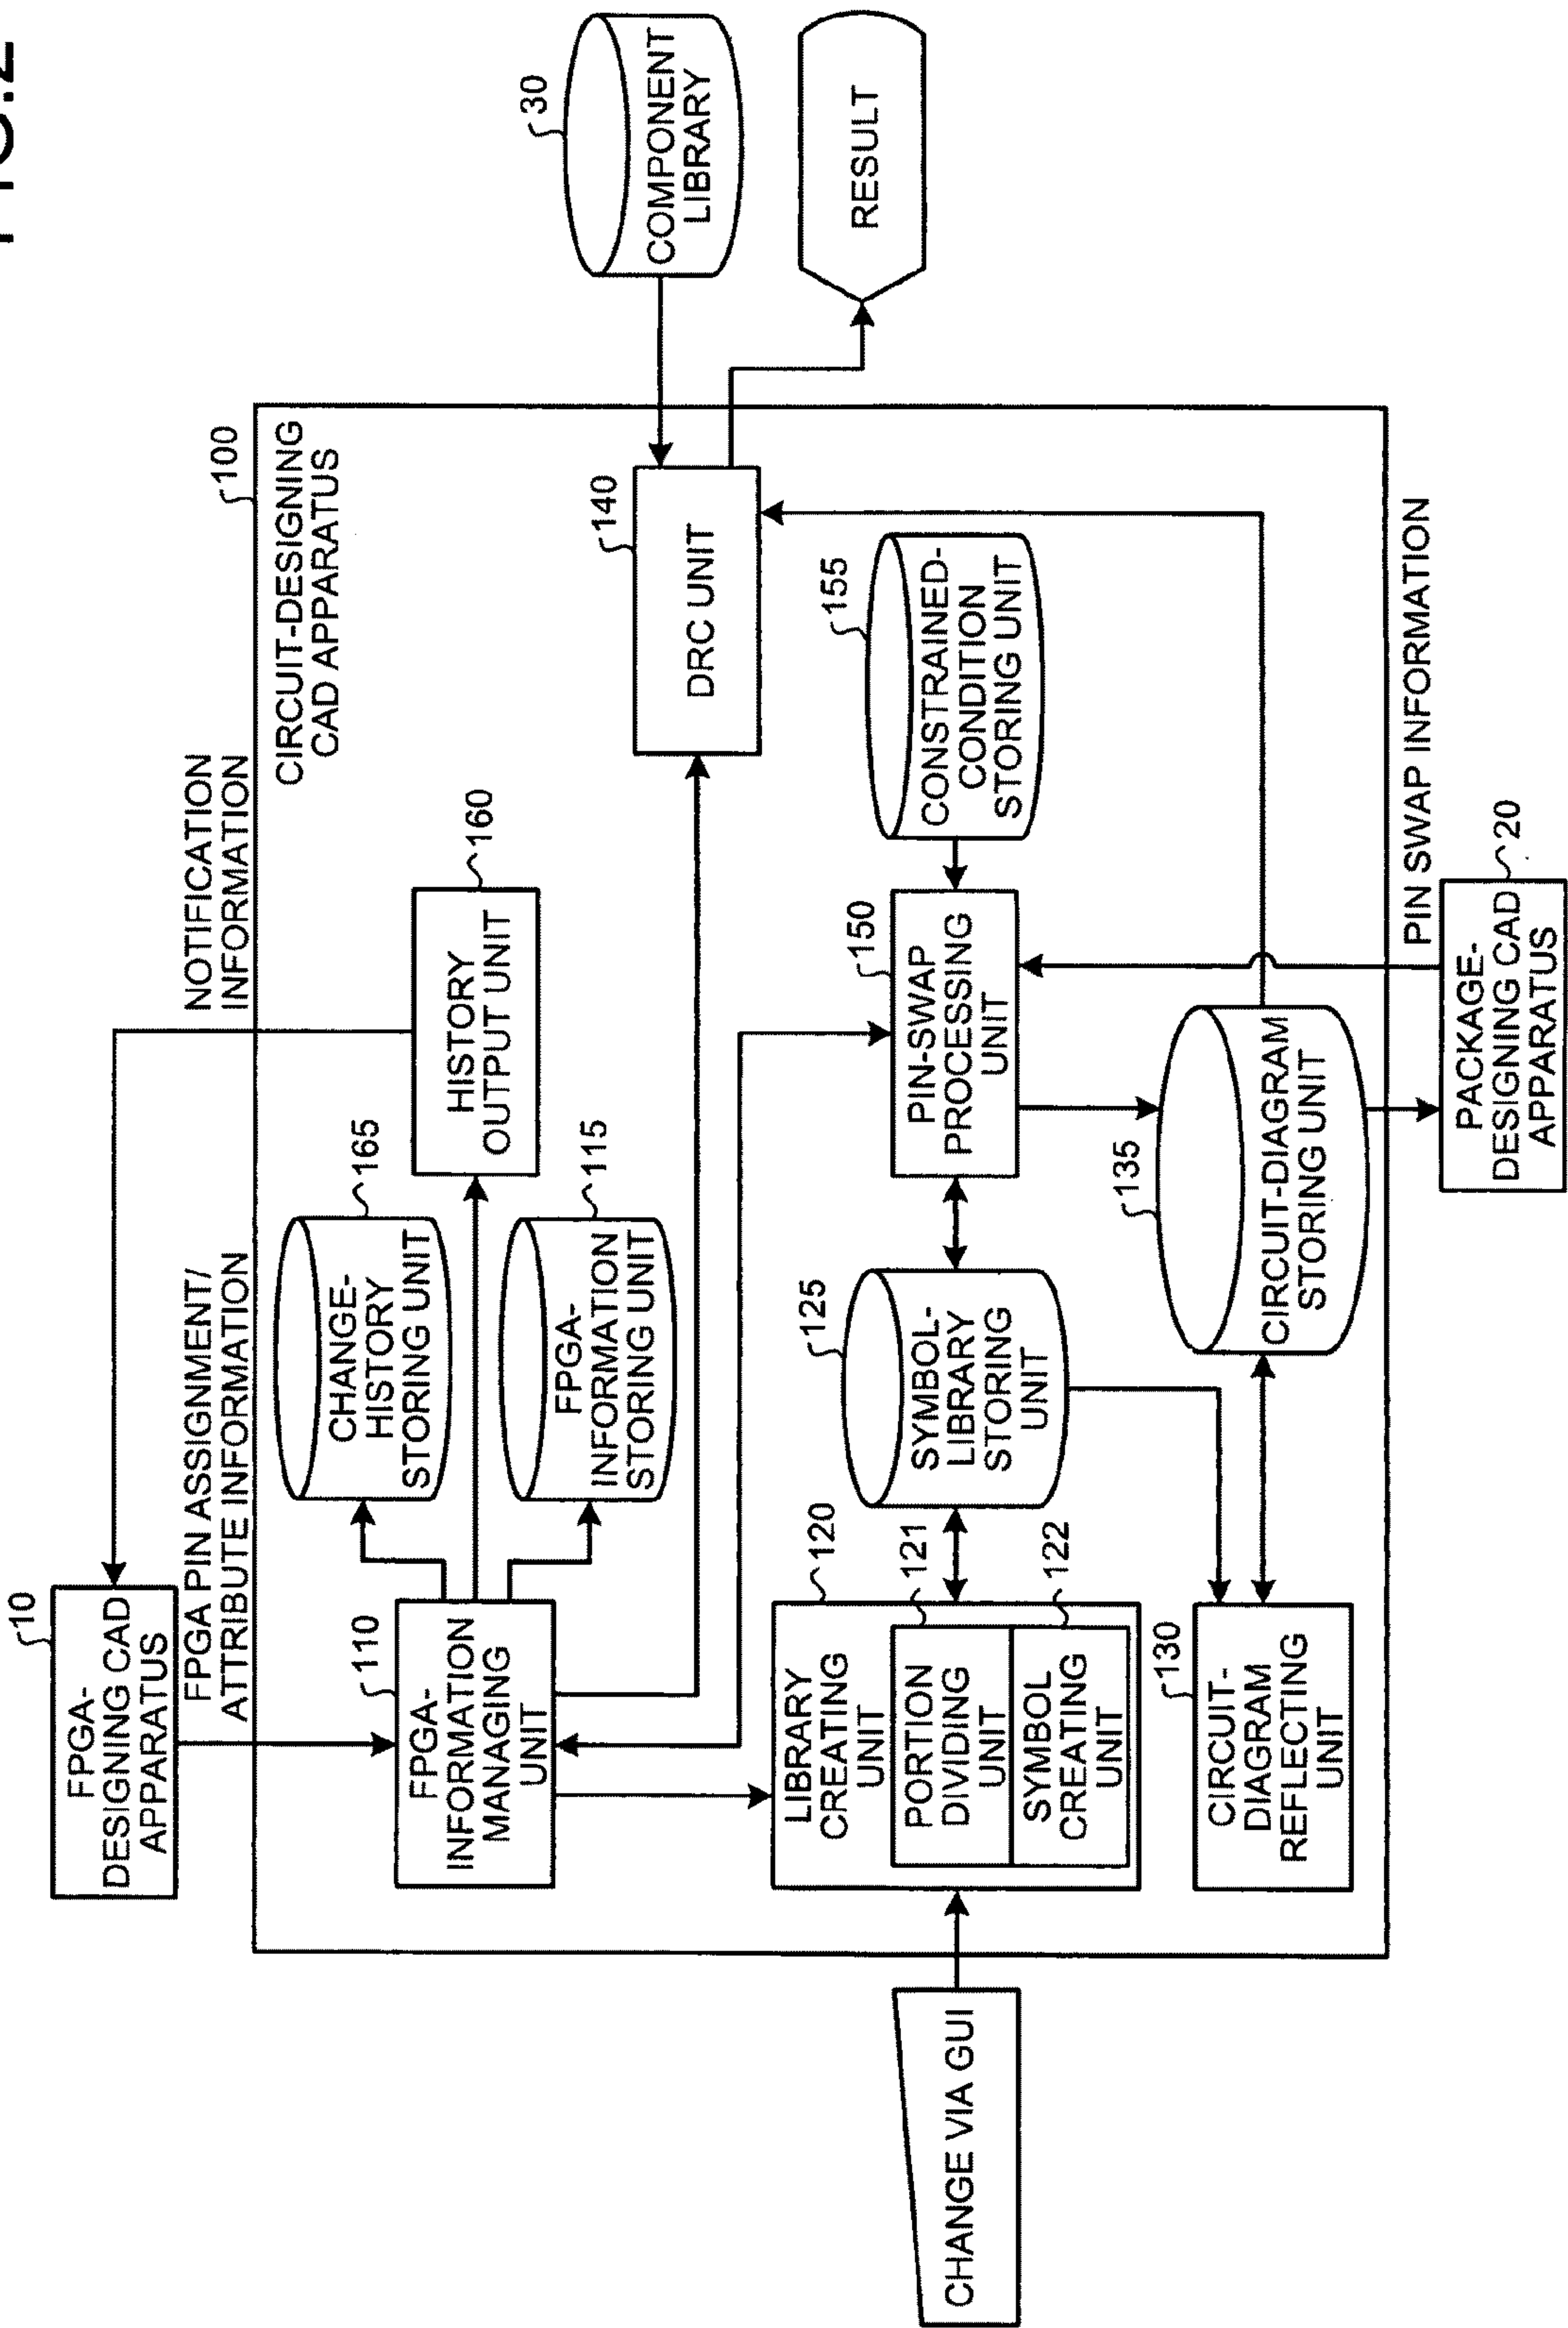 FIG.2
10
FPGA-
DESIGNING CAD
APPARATUS
FPGA PIN ASSIGNMENT/
ATTRIBUTE INFORMATION
NOTIFICATION
INFORMATION
100
CIRCUIT-DESIGNING
CAD APPARATUS
110
FPGA-
INFORMATION
MANAGING
UNIT
165
CHANGE-
HISTORY
STORING UNIT
115
FPGA-
INFORMATION
STORING UNIT
160
HISTORY
OUTPUT UNIT
140
DRC UNIT
30
COMPONENT
LIBRARY
RESULT
CHANGE VIA GUI
120
LIBRARY
CREATING
UNIT
121
PORTION
DIVIDING
UNIT
122
SYMBOL
CREATING
UNIT
125
SYMBOL-
LIBRARY
STORING
UNIT
150
PIN-SWAP
PROCESSING
UNIT
155
CONSTRAINED-
CONDITION
STORING UNIT
130
CIRCUIT-
DIAGRAM
REFLECTING
UNIT
135
CIRCUIT-DIAGRAM
STORING UNIT
PIN SWAP INFORMATION
20
PACKAGE-
DESIGNING CAD
APPARATUS